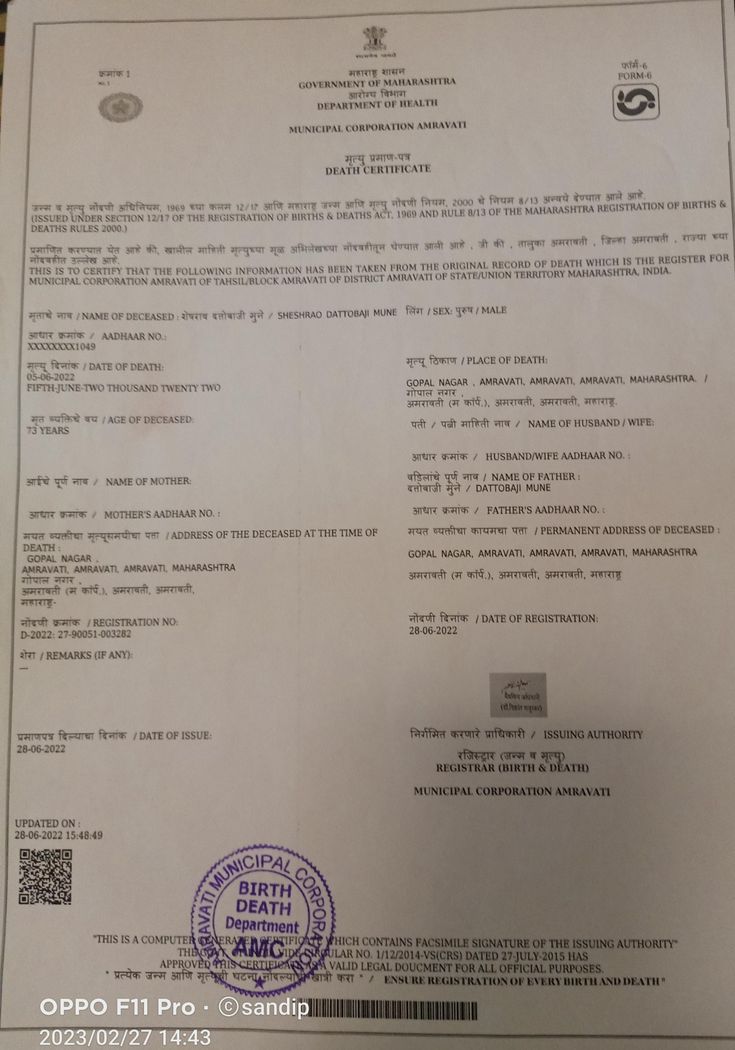 सत्यमेव जयते
क्रमांक 1
No. 1
महाराष्ट्र शासन
GOVERNMENT OF MAHARASHTRA
आरोग्य विभाग
DEPARTMENT OF HEALTH
फॉर्म-6
FORM-6
MUNICIPAL CORPORATION AMRAVATI
मृत्यु प्रमाण-पत्र
DEATH CERTIFICATE
जन्म व मृत्यु नोंदणी अधिनियम, 1969 च्या कलम 12/17 आणि महाराष्ट्र जन्म आणि मृत्यु नोंदणी नियम, 2000 चे नियम 8/13 अन्वये देण्यात आले आहे.
(ISSUED UNDER SECTION 12/17 OF THE REGISTRATION OF BIRTHS & DEATHS ACT, 1969 AND RULE 8/13 OF THE MAHARASHTRA REGISTRATION OF BIRTHS &
DEATHS RULES 2000.)
प्रमाणित करण्यात येत आहे की, खालील माहिती मृत्युच्या मूळ अभिलेखच्या नोंदवहीतून घेण्यात आली आहे , जी की , तालुका अमरावती , जिल्हा अमरावती , राज्या च्या
नोंदवहीत उल्लेख आहे.
THIS IS TO CERTIFY THAT THE FOLLOWING INFORMATION HAS BEEN TAKEN FROM THE ORIGINAL RECORD OF DEATH WHICH IS THE REGISTER FOR
MUNICIPAL CORPORATION AMRAVATI OF TAHSIL/BLOCK AMRAVATI OF DISTRICT AMRAVATI OF STATE/UNION TERRITORY MAHARASHTRA, INDIA.
मृताचे नाव / NAME OF DECEASED : शेषराव दत्तोबाजी मुने / SHESHRAO DATTOBAJI MUNE लिंग / SEX: पुरुष / MALE
आधार क्रमांक / AADHAAR NO.:
XXXXXXXX1049
मृत्यू दिनांक / DATE OF DEATH:
05-06-2022
FIFTH-JUNE-TWO THOUSAND TWENTY TWO
मृत्यू ठिकाण / PLACE OF DEATH:
GOPAL NAGAR , AMRAVATI, AMRAVATI, AMRAVATI, MAHARASHTRA. /
गोपाल नगर ,
अमरावती (म कॉर्प.), अमरावती, अमरावती, महाराष्ट्र.
मृत व्यक्तिचे वय / AGE OF DECEASED:
73 YEARS
पती / पत्नी माहिती नाव / NAME OF HUSBAND / WIFE:
आधार क्रमांक / HUSBAND/WIFE AADHAAR NO. :
आईचे पूर्ण नाव / NAME OF MOTHER:
वडिलांचे पूर्ण नाव / NAME OF FATHER :
दत्तोबाजी मुने / DATTOBAJI MUNE
आधार क्रमांक / MOTHER'S AADHAAR NO. :
आधार क्रमांक / FATHER'S AADHAAR NO. :
मयत व्यक्तीचा मृत्युसमयीचा पत्ता / ADDRESS OF THE DECEASED AT THE TIME OF
DEATH :
GOPAL NAGAR ,
AMRAVATI, AMRAVATI, AMRAVATI, MAHARASHTRA
गोपाल नगर ,
अमरावती (म कॉर्प.), अमरावती, अमरावती,
महाराष्ट्र-
मयत व्यक्तीचा कायमचा पत्ता / PERMANENT ADDRESS OF DECEASED :
GOPAL NAGAR, AMRAVATI, AMRAVATI, AMRAVATI, MAHARASHTRA
अमरावती (म कॉर्प.), अमरावती, अमरावती, महाराष्ट्र
नोंदणी क्रमांक / REGISTRATION NO:
D-2022: 27-90051-003282
नोंदणी दिनांक / DATE OF REGISTRATION:
28-06-2022
शेरा / REMARKS (IF ANY):
—
प्रमाणपत्र दिल्याचा दिनांक / DATE OF ISSUE:
28-06-2022
निर्गमित करणारे प्राधिकारी / ISSUING AUTHORITY
रजिस्ट्रार (जन्म व मृत्यू)
REGISTRAR (BIRTH & DEATH)
MUNICIPAL CORPORATION AMRAVATI
UPDATED ON :
28-06-2022 15:48:49
AMRAVATI MUNICIPAL CORPORATION
BIRTH
DEATH
Department
AMC
"THIS IS A COMPUTER GENERATED CERTIFICATE WHICH CONTAINS FACSIMILE SIGNATURE OF THE ISSUING AUTHORITY"
THE GOVT. VIDE CIRCULAR NO. 1/12/2014-VS(CRS) DATED 27-JULY-2015 HAS
APPROVED THIS CERTIFICATE AS A VALID LEGAL DOUCMENT FOR ALL OFFICIAL PURPOSES.
" प्रत्येक जन्म आणि मृत्युची घटना नोंदल्याची खात्री करा " / ENSURE REGISTRATION OF EVERY BIRTH AND DEATH "
OPPO F11 Pro · ©sandip
2023/02/27 14:43